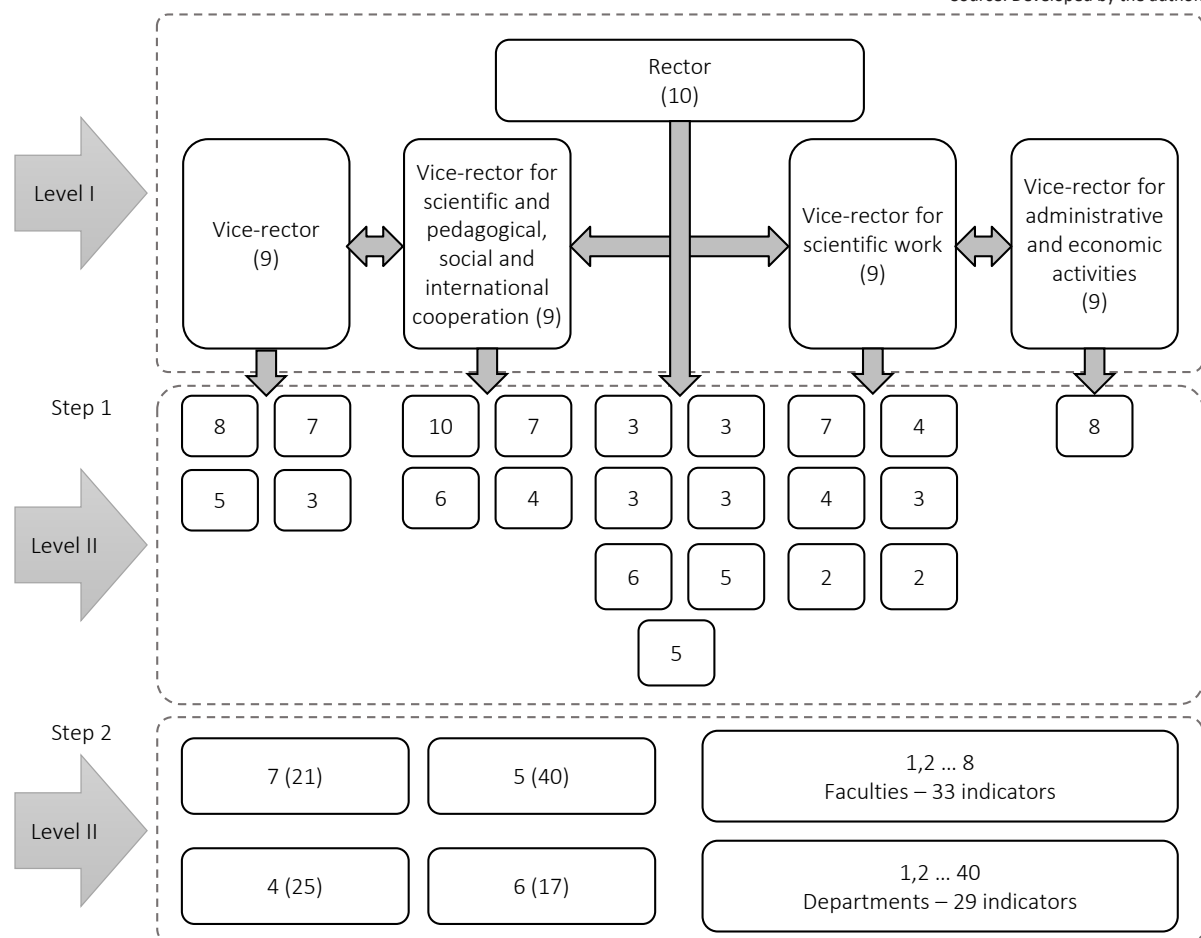 Rector
(10)
Level I
Vice-rector
(9)
Vice-rector for
scientific and
pedagogical,
social and
international
cooperation (9)
Vice-rector for
scientific work
(9)
Vice-rector for
administrative
and economic
activities
(9)
Step 1
8 7 10 7 3 3 7 4 8
5 3 6 4 3 3 4 3
Level II
6 5 2 2
5
Step 2
7 (21)
5 (40)
1,2 ... 8
Faculties – 33 indicators
Level II
4 (25)
6 (17)
1,2 ... 40
Departments – 29 indicators